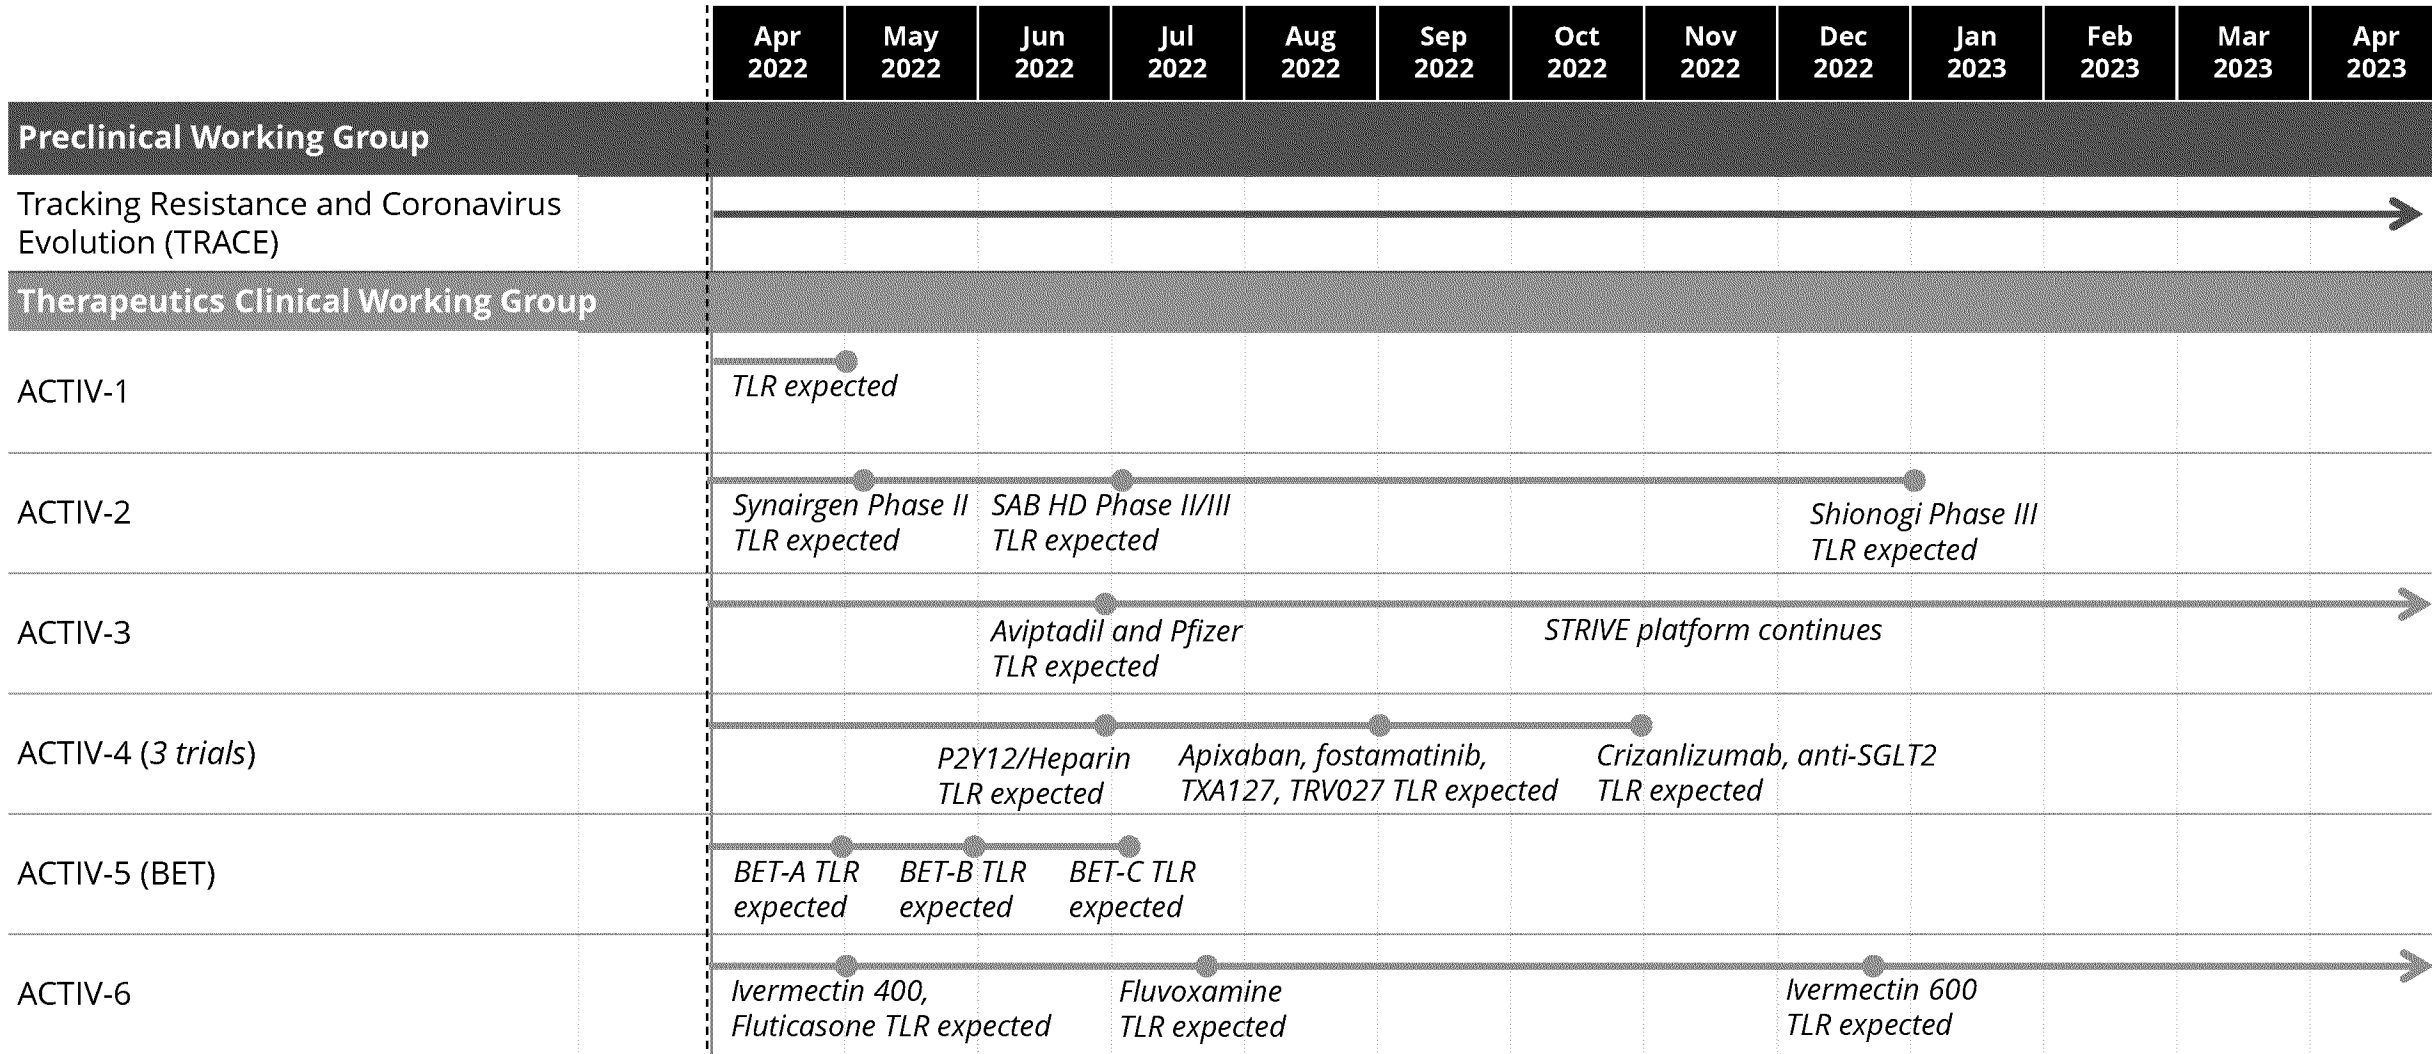 Apr May Jun Jul Aug Sep Oct Nov Dec Jan Feb Mar Apr
2022 2022 2022 2022 2022 2022 2022 2022 2022 2023 2023 2023 2023
Preclinical Working Group
Tracking Resistance and Coronavirus
Evolution (TRACE)
Therapeutics Clinical Working Group
ACTIV-1
TLR expected
ACTIV-2
Synairgen Phase II
TLR expected
SAB HD Phase II/III
TLR expected
Shionogi Phase III
TLR expected
ACTIV-3
Aviptadil and Pfizer
TLR expected
STRIVE platform continues
ACTIV-4 (3 trials)
P2Y12/Heparin
TLR expected
Apixaban, fostamatinib,
TXA127, TRV027 TLR expected
Crizanlizumab, anti-SGLT2
TLR expected
ACTIV-5 (BET)
BET-A TLR
expected
BET-B TLR
expected
BET-C TLR
expected
ACTIV-6
Ivermectin 400,
Fluticasone TLR expected
Fluvoxamine
TLR expected
Ivermectin 600
TLR expected